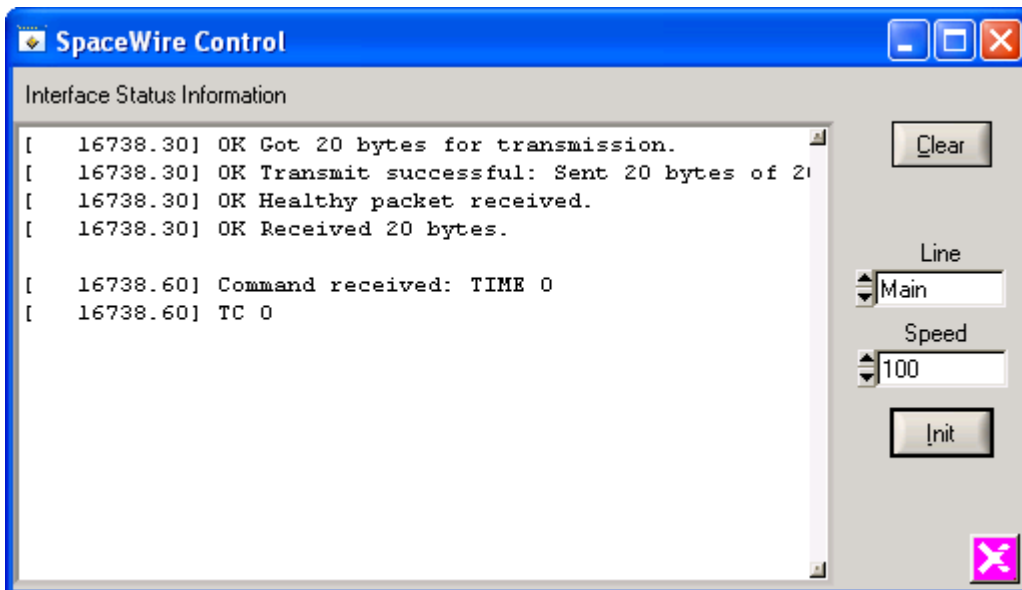 SpaceWire Control
Interface Status Information
[ 16738.30] OK Got 20 bytes for transmission.
[ 16738.30] OK Transmit successful: Sent 20 bytes of
[ 16738.30] OK Healthy packet received.
[ 16738.30] OK Received 20 bytes.
[ 16738.60] Command received: TIME 0
[ 16738.60] TC 0
Clear
Line
Main
Speed
100
Init